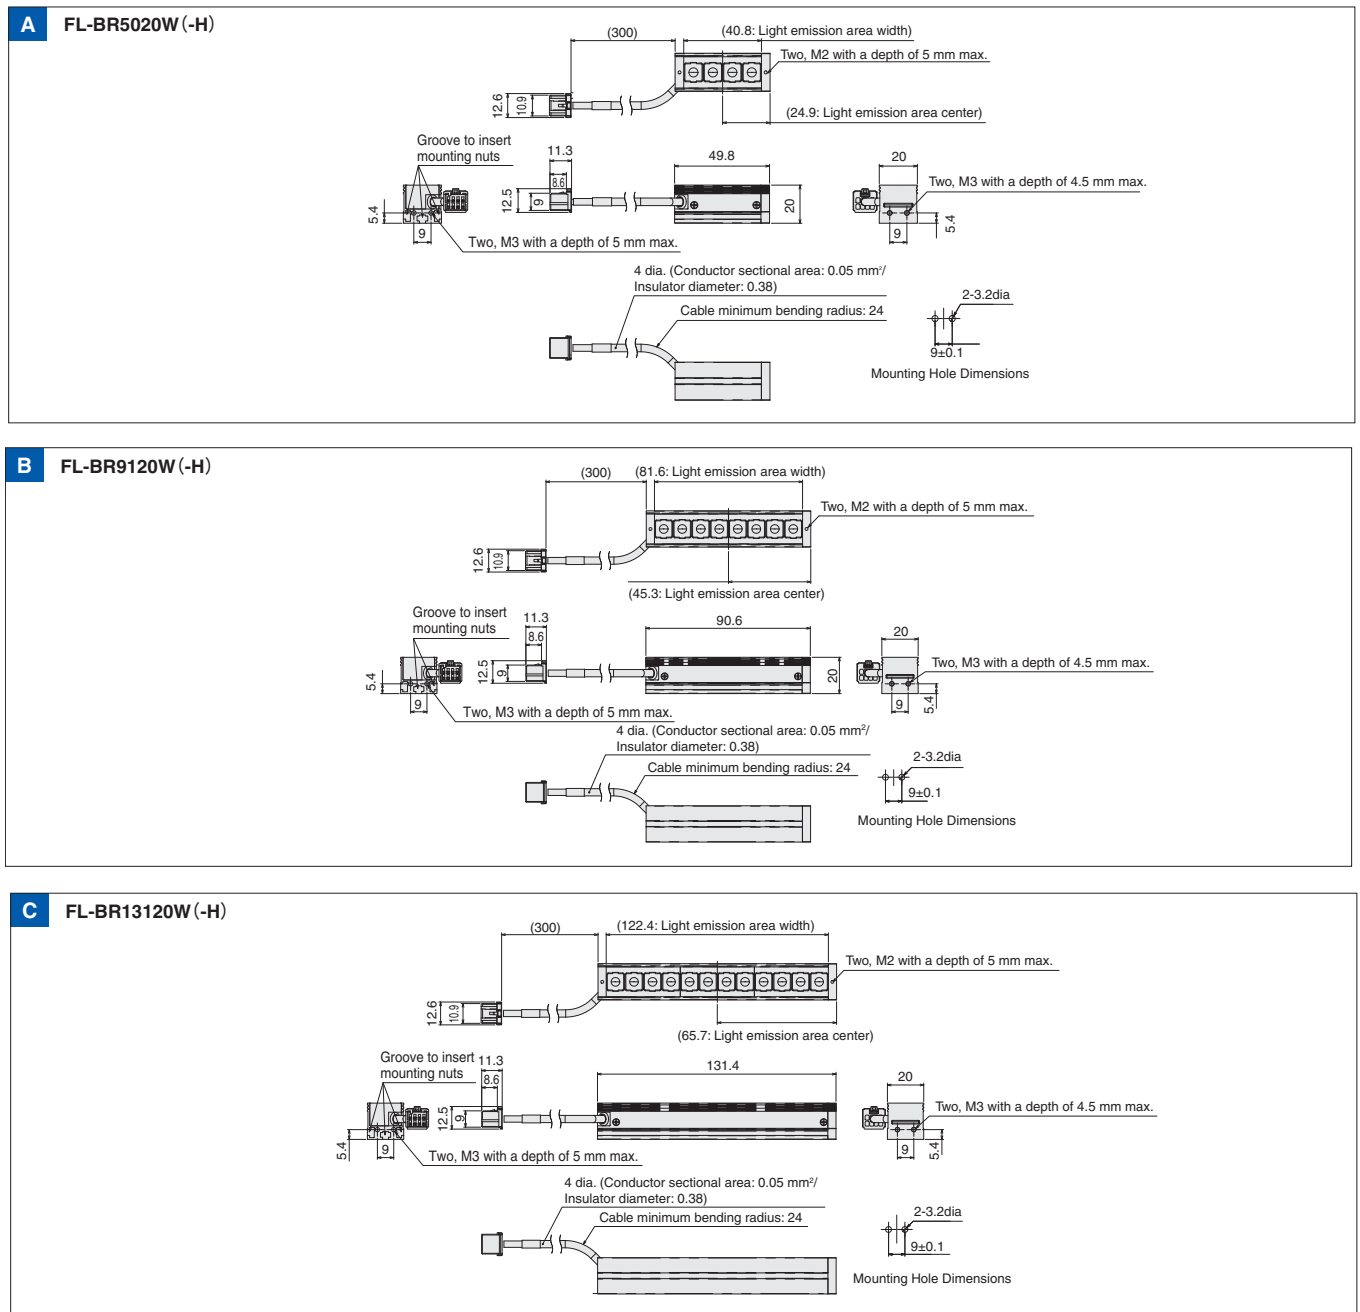 A FL-BR5020W (-H)
(300)
(40.8: Light emission area width)
Two, M2 with a depth of 5 mm max.
12.6
10.9
(24.9: Light emission area center)
Groove to insert
mounting nuts
11.3
8.6
49.8
20
Two, M3 with a depth of 4.5 mm max.
12.5
9
20
5.4
9
9
5.4
Two, M3 with a depth of 5 mm max.
4 dia. (Conductor sectional area: 0.05 mm²/
Insulator diameter: 0.38)
2-3.2dia
Cable minimum bending radius: 24
9±0.1
Mounting Hole Dimensions
B FL-BR9120W (-H)
(300)
(81.6: Light emission area width)
Two, M2 with a depth of 5 mm max.
12.6
10.9
(45.3: Light emission area center)
Groove to insert
mounting nuts
11.3
8.6
90.6
20
Two, M3 with a depth of 4.5 mm max.
12.5
9
20
5.4
9
9
5.4
Two, M3 with a depth of 5 mm max.
4 dia. (Conductor sectional area: 0.05 mm²/
Insulator diameter: 0.38)
2-3.2dia
Cable minimum bending radius: 24
9±0.1
Mounting Hole Dimensions
C FL-BR13120W (-H)
(300)
(122.4: Light emission area width)
Two, M2 with a depth of 5 mm max.
12.6
10.9
(65.7: Light emission area center)
Groove to insert
mounting nuts
11.3
8.6
131.4
20
Two, M3 with a depth of 4.5 mm max.
12.5
9
5.4
9
9
5.4
Two, M3 with a depth of 5 mm max.
4 dia. (Conductor sectional area: 0.05 mm²/
Insulator diameter: 0.38)
2-3.2dia
Cable minimum bending radius: 24
9±0.1
Mounting Hole Dimensions